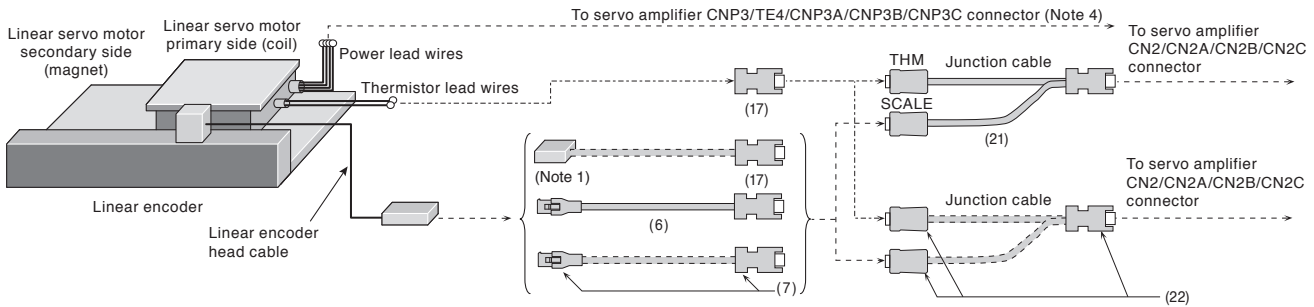 To servo amplifier CNP3/TE4/CNP3A/CNP3B/CNP3C connector (Note 4)
Linear servo motor
secondary side
(magnet)
Linear servo motor
primary side (coil)
Power lead wires
Thermistor lead wires
(17)
THM
Junction cable
SCALE
(21)
To servo amplifier
CN2/CN2A/CN2B/CN2C
connector
(Note 1)
(17)
(6)
(7)
Linear encoder
Linear encoder
head cable
Junction cable
To servo amplifier
CN2/CN2A/CN2B/CN2C
connector
(22)